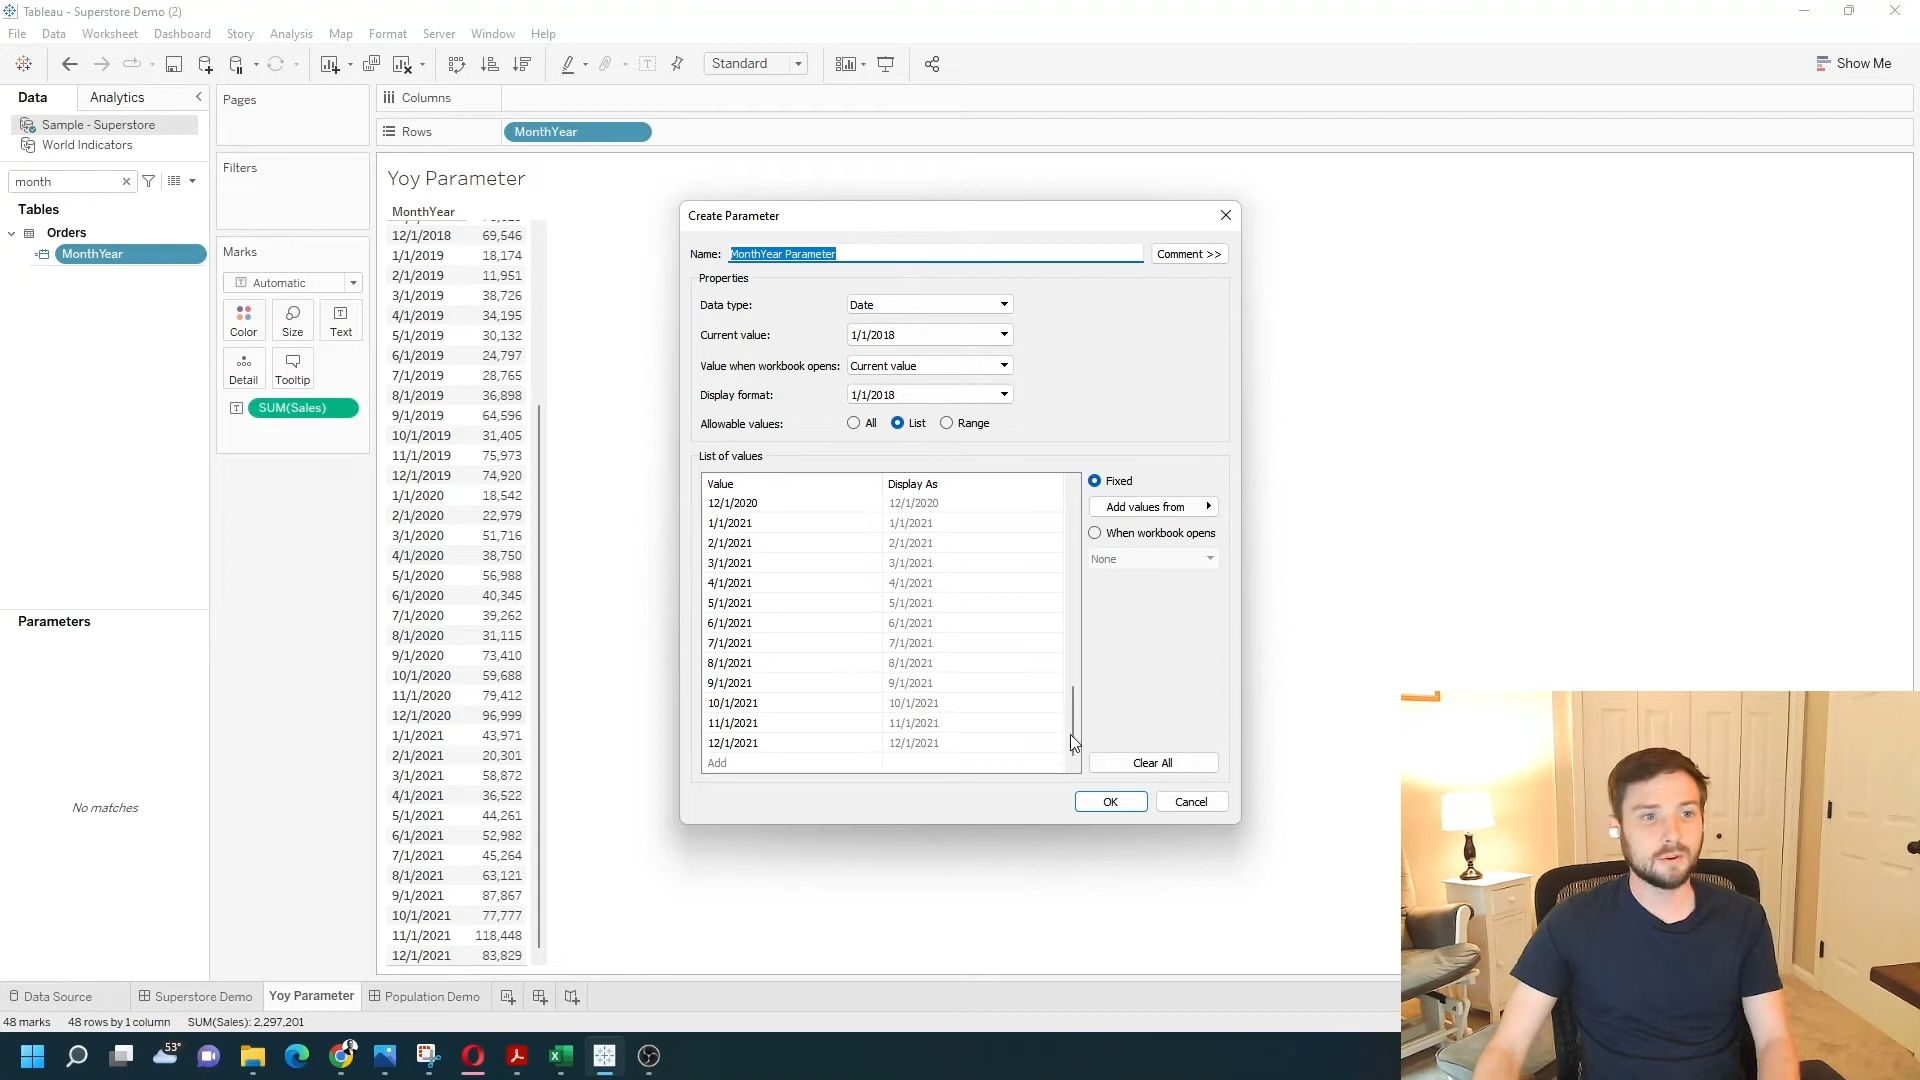 Tableau - Superstore Demo (2)
File Data Worksheet Dashboard Story Analysis Map Format Server Window Help
Standard
Show Me
Data Analytics
Sample - Superstore
World Indicators
month
Tables
Orders
MonthYear
Parameters
No matches
Pages
Filters
Marks
Automatic
Color Size Text
Detail Tooltip
SUM(Sales)
Columns
Rows MonthYear
Yoy Parameter
MonthYear
12/1/2018 69,546
1/1/2019 18,174
2/1/2019 11,951
3/1/2019 38,726
4/1/2019 34,195
5/1/2019 30,132
6/1/2019 24,797
7/1/2019 28,765
8/1/2019 36,898
9/1/2019 64,596
10/1/2019 31,405
11/1/2019 75,973
12/1/2019 74,920
1/1/2020 18,542
2/1/2020 22,979
3/1/2020 51,716
4/1/2020 38,750
5/1/2020 56,988
6/1/2020 40,345
7/1/2020 39,262
8/1/2020 31,115
9/1/2020 73,410
10/1/2020 59,688
11/1/2020 79,412
12/1/2020 96,999
1/1/2021 43,971
2/1/2021 20,301
3/1/2021 58,872
4/1/2021 36,522
5/1/2021 44,261
6/1/2021 52,982
7/1/2021 45,264
8/1/2021 63,121
9/1/2021 87,867
10/1/2021 77,777
11/1/2021 118,448
12/1/2021 83,829
Create Parameter
Name: MonthYear Parameter Comment >>
Properties
Data type: Date
Current value: 1/1/2018
Value when workbook opens: Current value
Display format: 1/1/2018
Allowable values: All List Range
List of values
Value Display As
12/1/2020 12/1/2020
1/1/2021 1/1/2021
2/1/2021 2/1/2021
3/1/2021 3/1/2021
4/1/2021 4/1/2021
5/1/2021 5/1/2021
6/1/2021 6/1/2021
7/1/2021 7/1/2021
8/1/2021 8/1/2021
9/1/2021 9/1/2021
10/1/2021 10/1/2021
11/1/2021 11/1/2021
12/1/2021 12/1/2021
Add
Fixed
Add values from
When workbook opens
None
Clear All
OK Cancel
Data Source Superstore Demo Yoy Parameter Population Demo
48 marks 48 rows by 1 column SUM(Sales): 2,297,201
53°